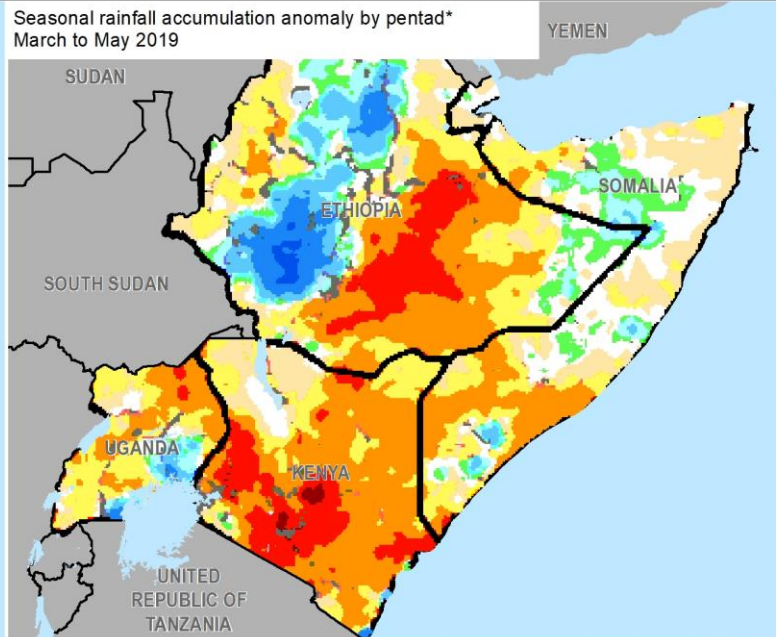 Seasonal rainfall accumulation anomaly by pentad*
March to May 2019
YEMEN
SUDAN
SOMALIA
ETHIOPIA
SOUTH SUDAN
UGANDA
KENYA
UNITED
REPUBLIC OF
TANZANIA